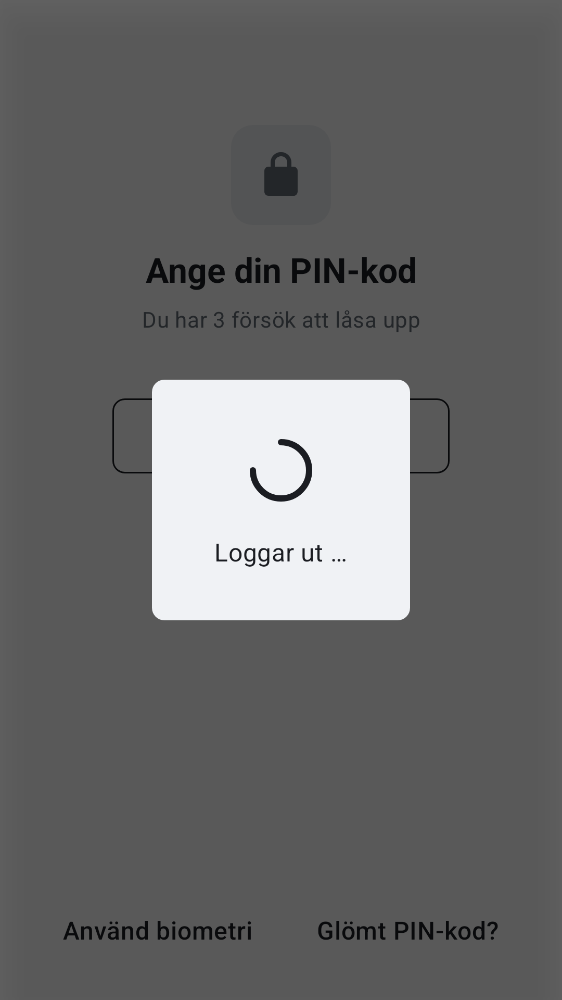 Ange din PIN-kod
Du har 3 försök att låsa upp
Loggar ut ...
Använd biometri
Glömt PIN-kod?